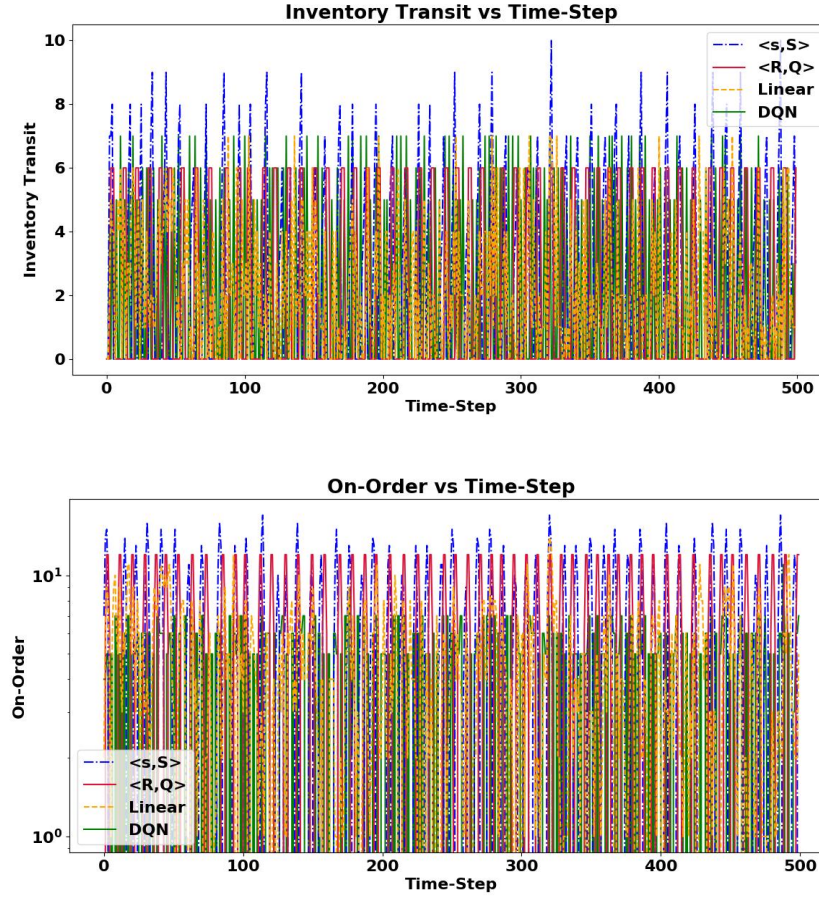 Inventory Transit vs Time-Step
Inventory Transit
10
8
6
4
2
0
<s,S>
<R,Q>
Linear
DQN
0 100 200 300 400 500
Time-Step
On-Order vs Time-Step
On-Order
10¹
10⁰
<s,S>
<R,Q>
Linear
DQN
0 100 200 300 400 500
Time-Step